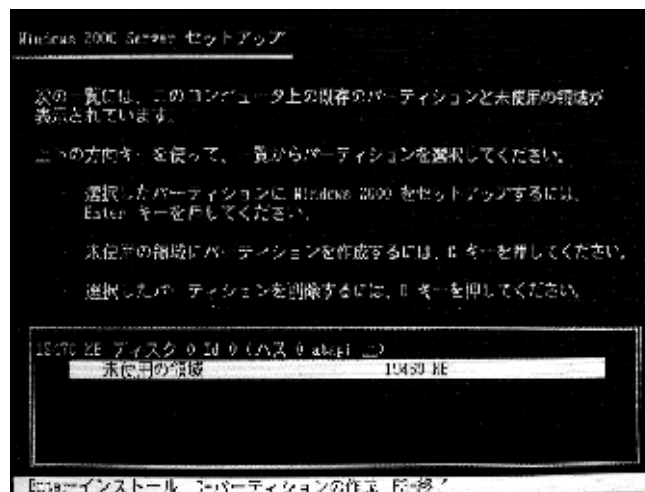 Windows 2000 Server セットアップ
次の一覧には、このコンピュータ上の既存のパーティションと未使用の領域が
表示されています。
上下の方向キーを使って、一覧からパーティションを選択してください。
選択したパーティションに Windows 2000 をセットアップするには、
Enter キーを押してください。
未使用の領域にパーティションを作成するには、C キーを押してください。
選択したパーティションを削除するには、D キーを押してください。
ディスク 0 Id 0 (バス 0 atapi 上)
未使用の領域
Enter=インストール C=パーティションの作成 F3=終了